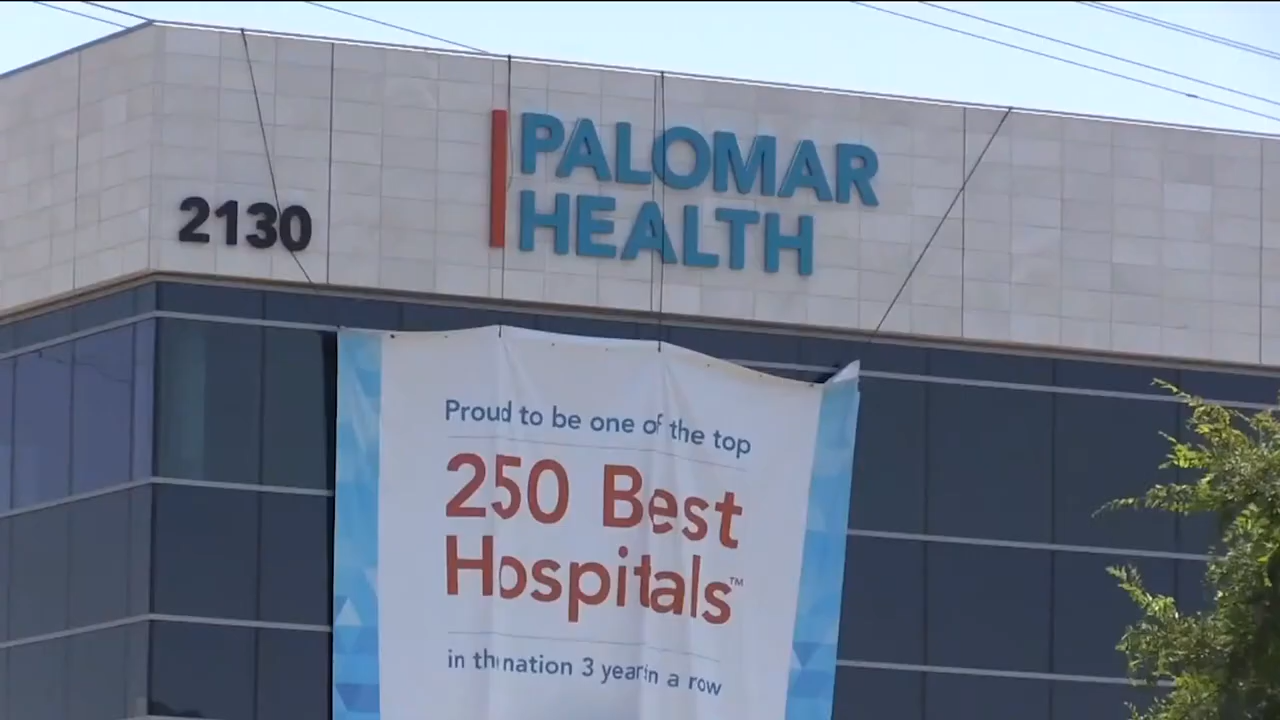 PALOMAR
HEALTH
2130
Proud to be one of the top
250 Best
Hospitals™
in the nation 3 year in a row